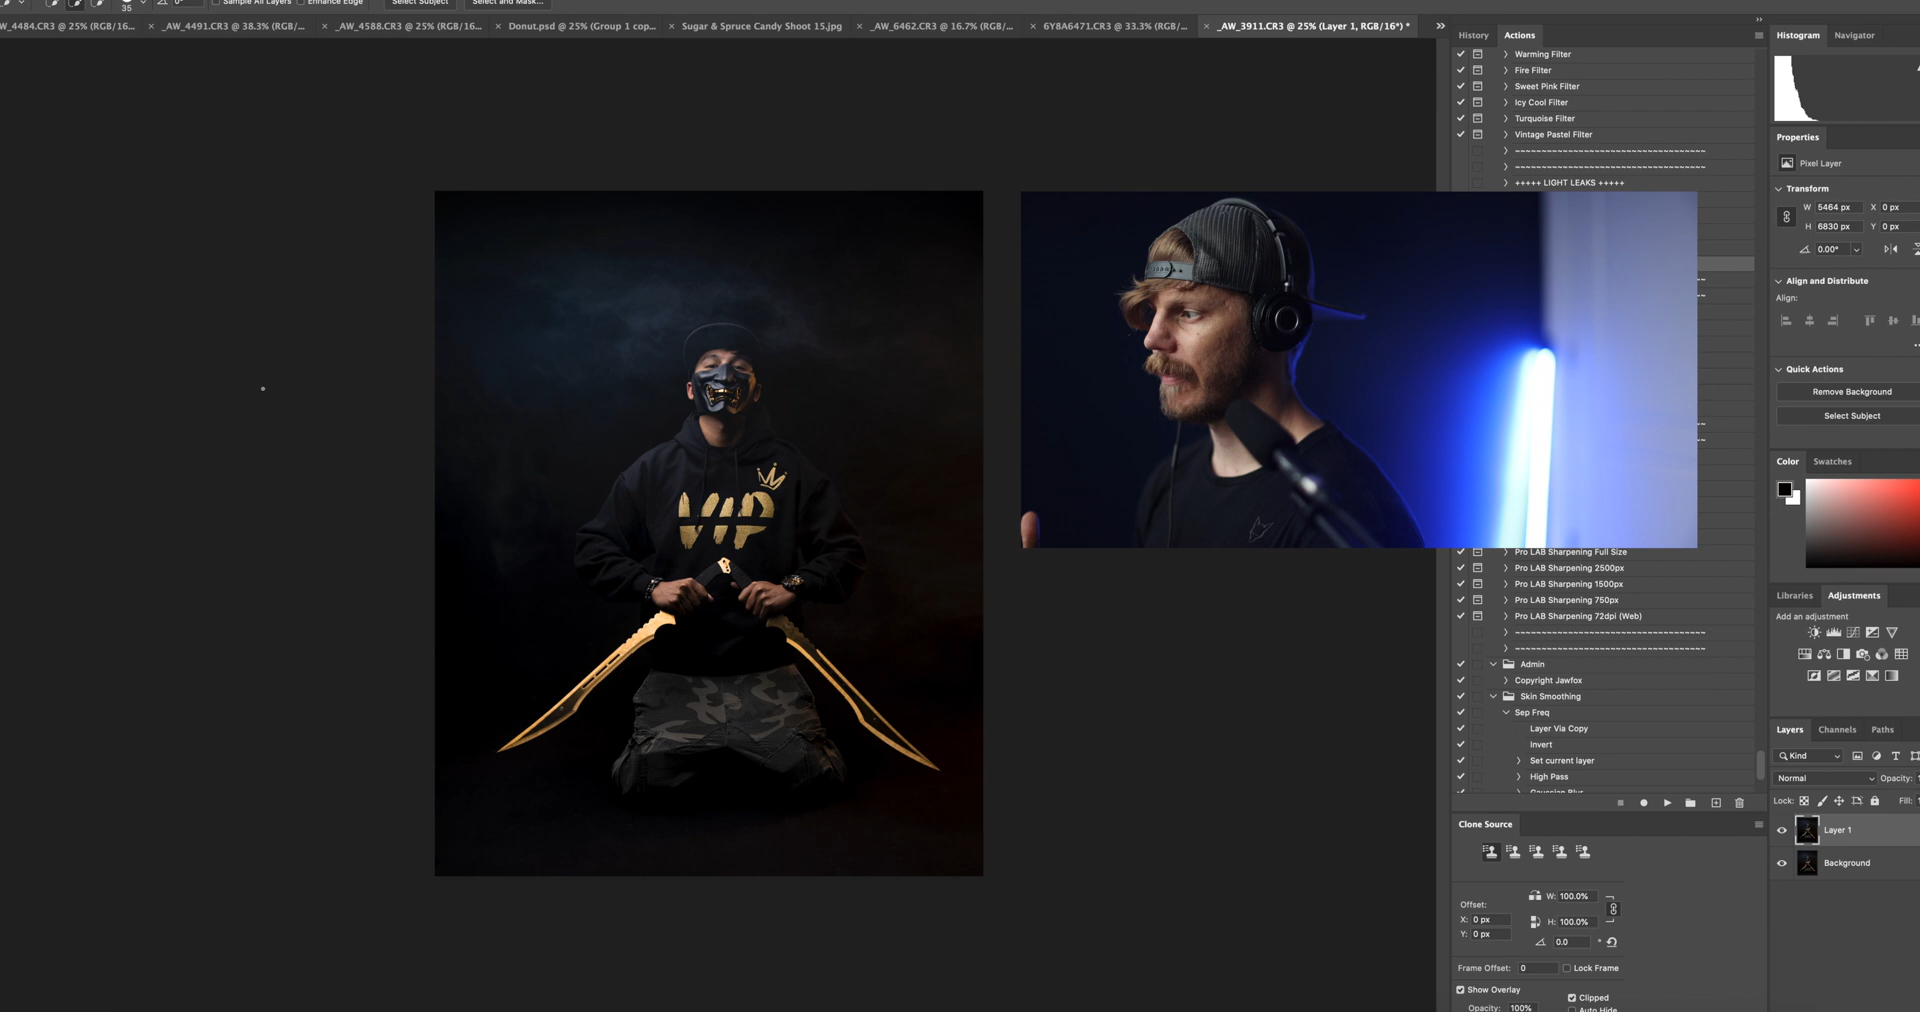 35
0°
Sample All Layers
Enhance Edge
Select Subject
Select and Mask...
W_4484.CR3 @ 25% (RGB/16...
_AW_4491.CR3 @ 38.3% (RGB/...
_AW_4588.CR3 @ 25% (RGB/16...
Donut.psd @ 25% (Group 1 cop...
Sugar & Spruce Candy Shoot 15.jpg
_AW_6462.CR3 @ 16.7% (RGB/...
6Y8A6471.CR3 @ 33.3% (RGB/...
_AW_3911.CR3 @ 25% (Layer 1, RGB/16*) *
History
Actions
Warming Filter
Fire Filter
Sweet Pink Filter
Icy Cool Filter
Turquoise Filter
Vintage Pastel Filter
+++++ LIGHT LEAKS +++++
VIP
Pro LAB Sharpening Full Size
Pro LAB Sharpening 2500px
Pro LAB Sharpening 1500px
Pro LAB Sharpening 750px
Pro LAB Sharpening 72dpi (Web)
Admin
Copyright Jawfox
Skin Smoothing
Sep Freq
Layer Via Copy
Invert
Set current layer
High Pass
Gaussian Blur
Clone Source
Offset:
X: 0 px
Y: 0 px
W: 100.0%
H: 100.0%
0.0 °
Frame Offset: 0
Lock Frame
Show Overlay
Clipped
Opacity: 100%
Auto Hide
Histogram
Navigator
Properties
Pixel Layer
Transform
W 5464 px X 0 px
H 6830 px Y 0 px
0.00°
Align and Distribute
Align:
Quick Actions
Remove Background
Select Subject
Color
Swatches
Libraries
Adjustments
Add an adjustment
Layers
Channels
Paths
Kind
Normal
Opacity:
Lock:
Fill:
Layer 1
Background